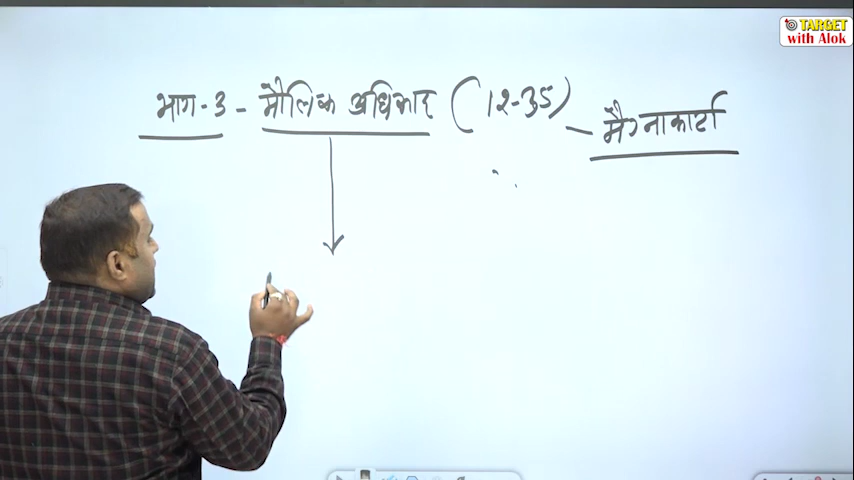 TARGET
with Alok
भाग-3 - मौलिक अधिकार (12-35) - मैग्नाकार्टा